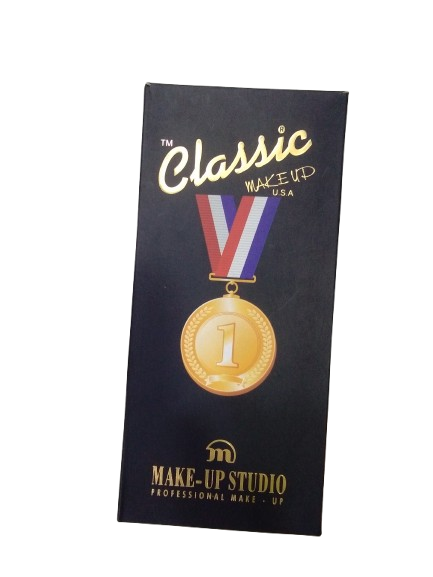 ™
Classic®
MAKE UP
U.S.A
1
m
MAKE-UP STUDIO
PROFESSIONAL MAKE - UP